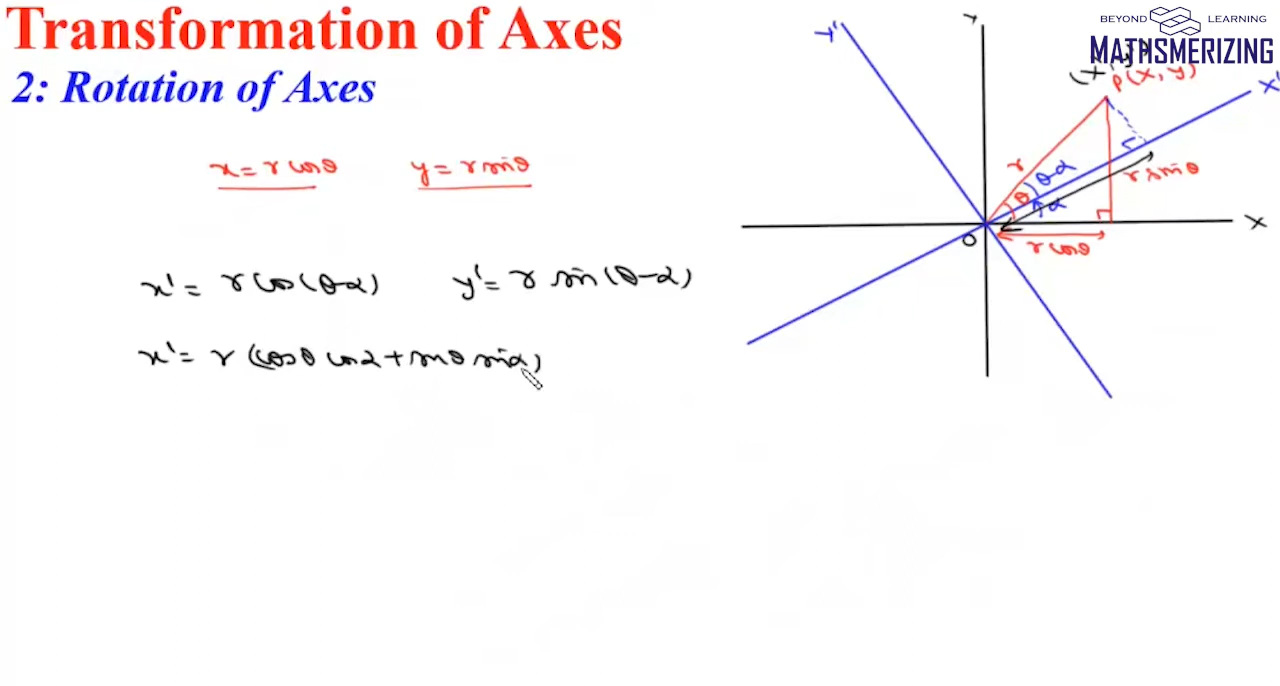 Transformation of Axes
2: Rotation of Axes
BEYOND LEARNING
MATHSMERIZING
x = r cosθ y = r sinθ
x' = r cos(θ-α) y' = r sin(θ-α)
x' = r (cosθ cosα + sinθ sinα)
Y'
Y
P(x, y)
X'
r
θ-α
θ
α
r sinθ
O
r cosθ
X